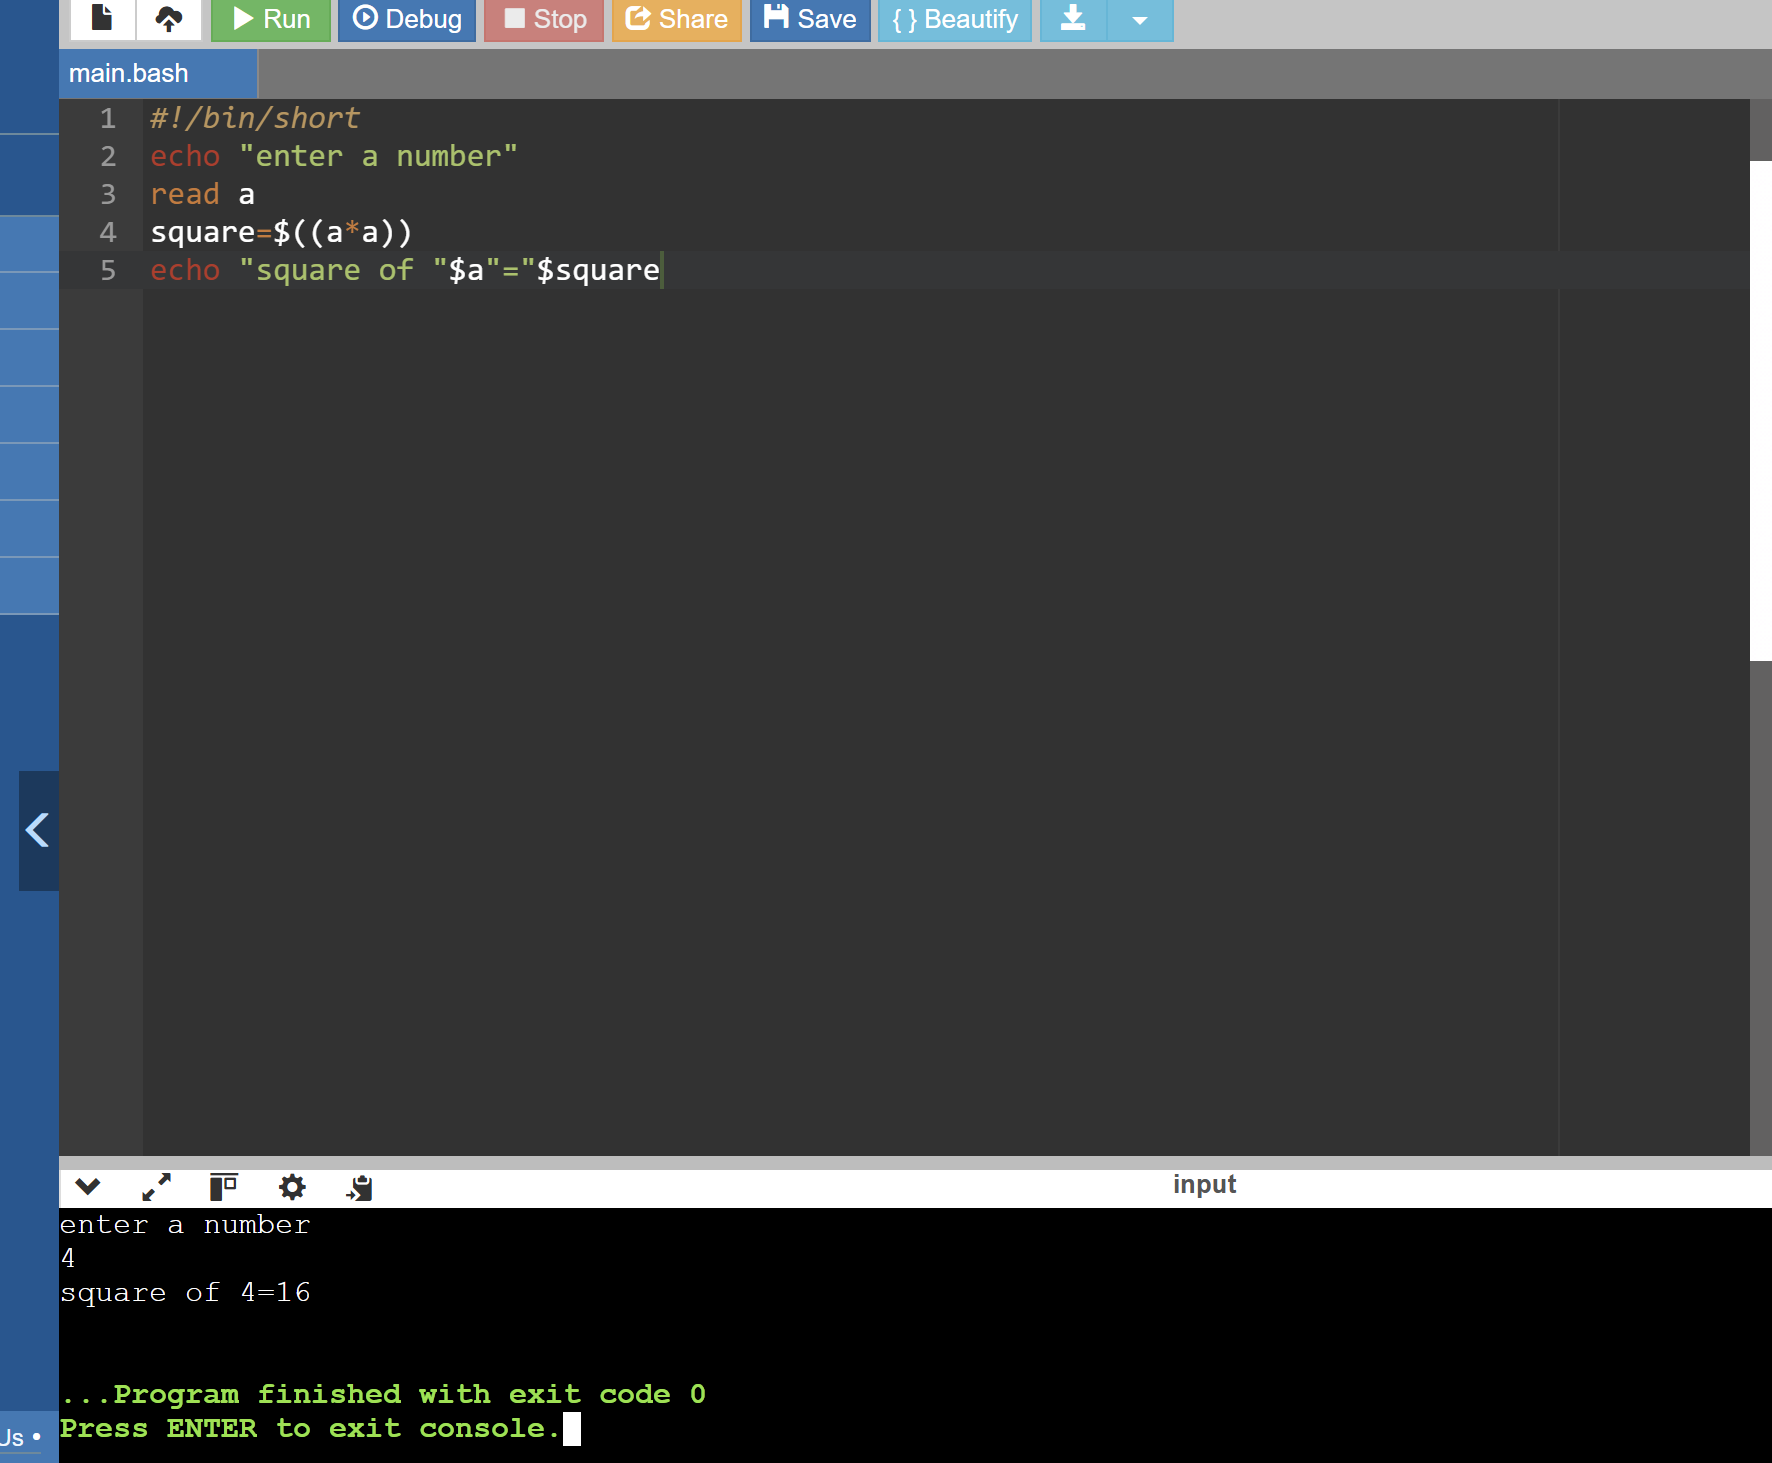 Run Debug Stop Share Save { } Beautify
main.bash
1 #!/bin/short
2 echo "enter a number"
3 read a
4 square=$((a*a))
5 echo "square of "$a"="$square
input
enter a number
4
square of 4=16
...Program finished with exit code 0
Press ENTER to exit console.
Us •